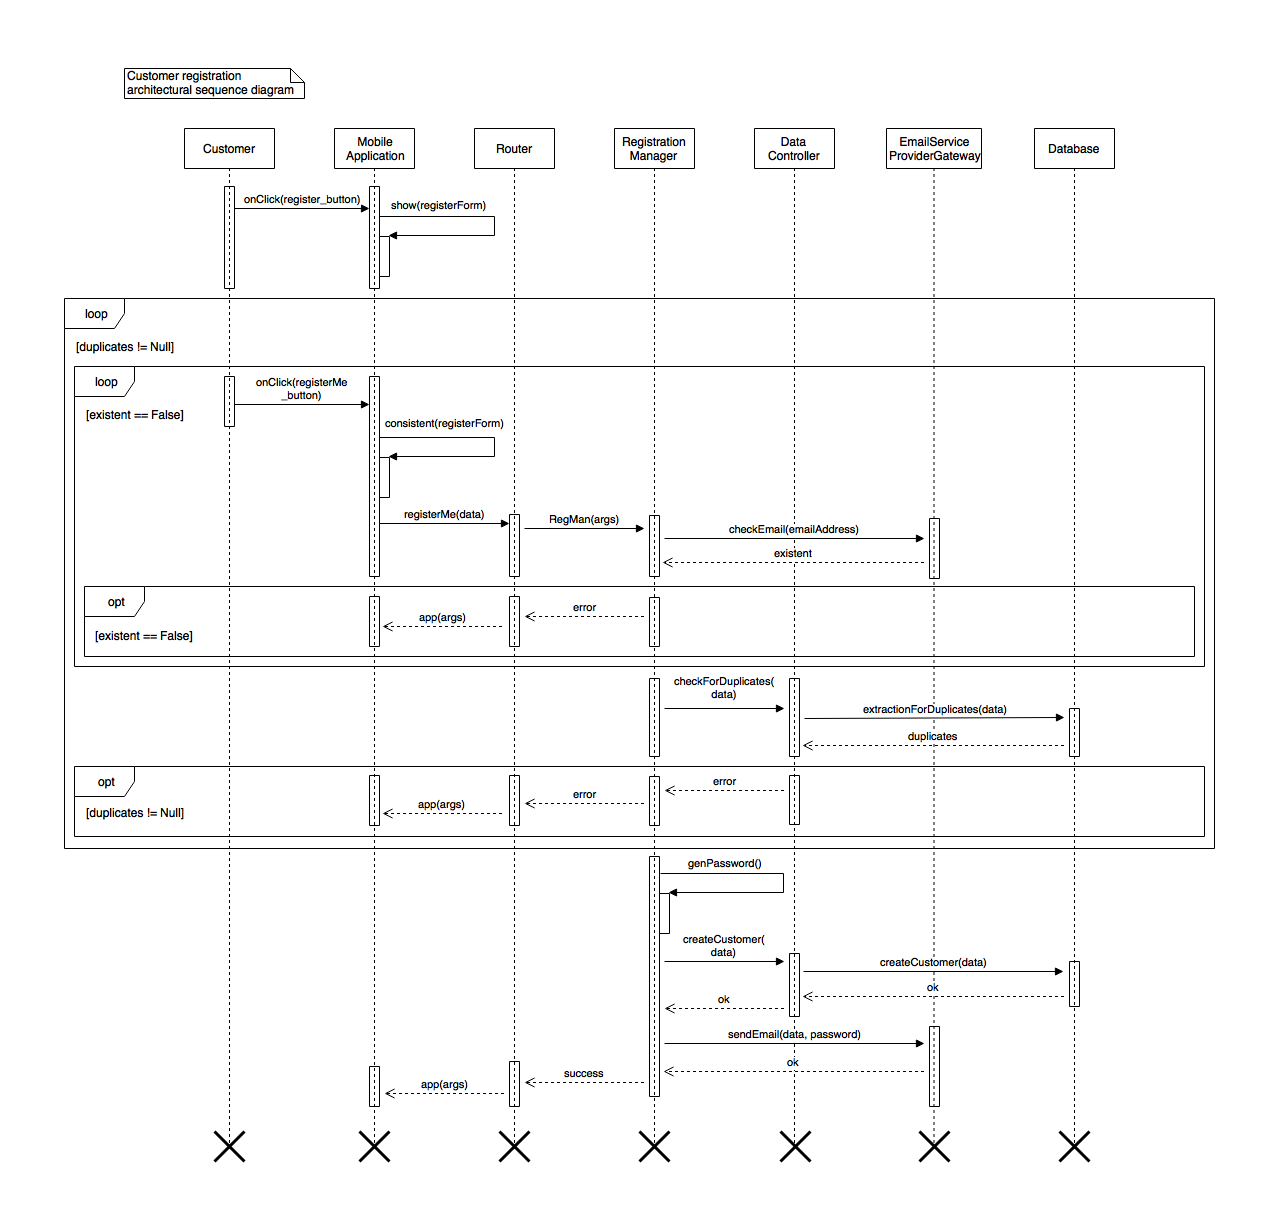 Customer registration
architectural sequence diagram
Customer
Mobile
Application
Router
Registration
Manager
Data
Controller
EmailService
ProviderGateway
Database
onClick(register_button)
show(registerForm)
loop
[duplicates != Null]
loop
[existent == False]
onClick(registerMe
_button)
consistent(registerForm)
registerMe(data)
RegMan(args)
checkEmail(emailAddress)
existent
opt
[existent == False]
error
app(args)
checkForDuplicates(
data)
extractionForDuplicates(data)
duplicates
opt
[duplicates != Null]
error
error
app(args)
genPassword()
createCustomer(
data)
createCustomer(data)
ok
ok
sendEmail(data, password)
ok
success
app(args)